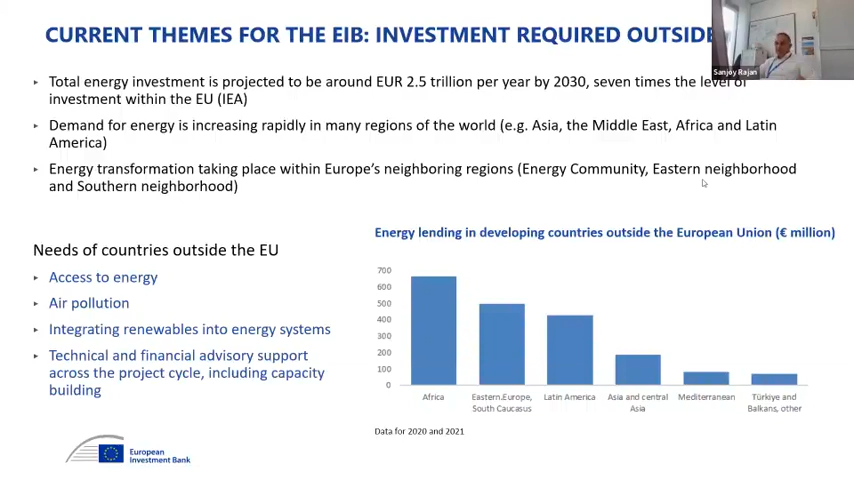 CURRENT THEMES FOR THE EIB: INVESTMENT REQUIRED OUTSIDE
Sanjoy Rajan
▸ Total energy investment is projected to be around EUR 2.5 trillion per year by 2030, seven times the level of
investment within the EU (IEA)
▸ Demand for energy is increasing rapidly in many regions of the world (e.g. Asia, the Middle East, Africa and Latin
America)
▸ Energy transformation taking place within Europe's neighboring regions (Energy Community, Eastern neighborhood
and Southern neighborhood)
Needs of countries outside the EU
▸ Access to energy
▸ Air pollution
▸ Integrating renewables into energy systems
▸ Technical and financial advisory support
across the project cycle, including capacity
building
Energy lending in developing countries outside the European Union (€ million)
700
600
500
400
300
200
100
0
Africa
Eastern.Europe,
South Caucasus
Latin America
Asia and central
Asia
Mediterranean
Türkiye and
Balkans, other
Data for 2020 and 2021
European
Investment Bank